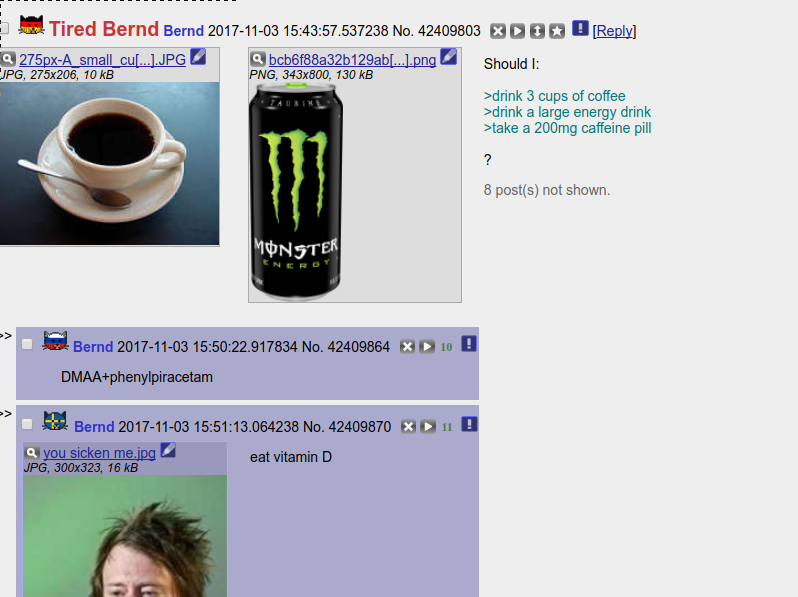 Tired Bernd Bernd 2017-11-03 15:43:57.537238 No. 42409803 [Reply]
275px-A_small_cu[...].JPG
JPG, 275x206, 10 kB
bcb6f88a32b129ab[...].png
PNG, 343x800, 130 kB
TAURINE
MONSTER
ENERGY
Should I:
>drink 3 cups of coffee
>drink a large energy drink
>take a 200mg caffeine pill
?
8 post(s) not shown.
>>
Bernd 2017-11-03 15:50:22.917834 No. 42409864 10
DMAA+phenylpiracetam
>>
Bernd 2017-11-03 15:51:13.064238 No. 42409870 11
you sicken me.jpg
JPG, 300x323, 16 kB
eat vitamin D